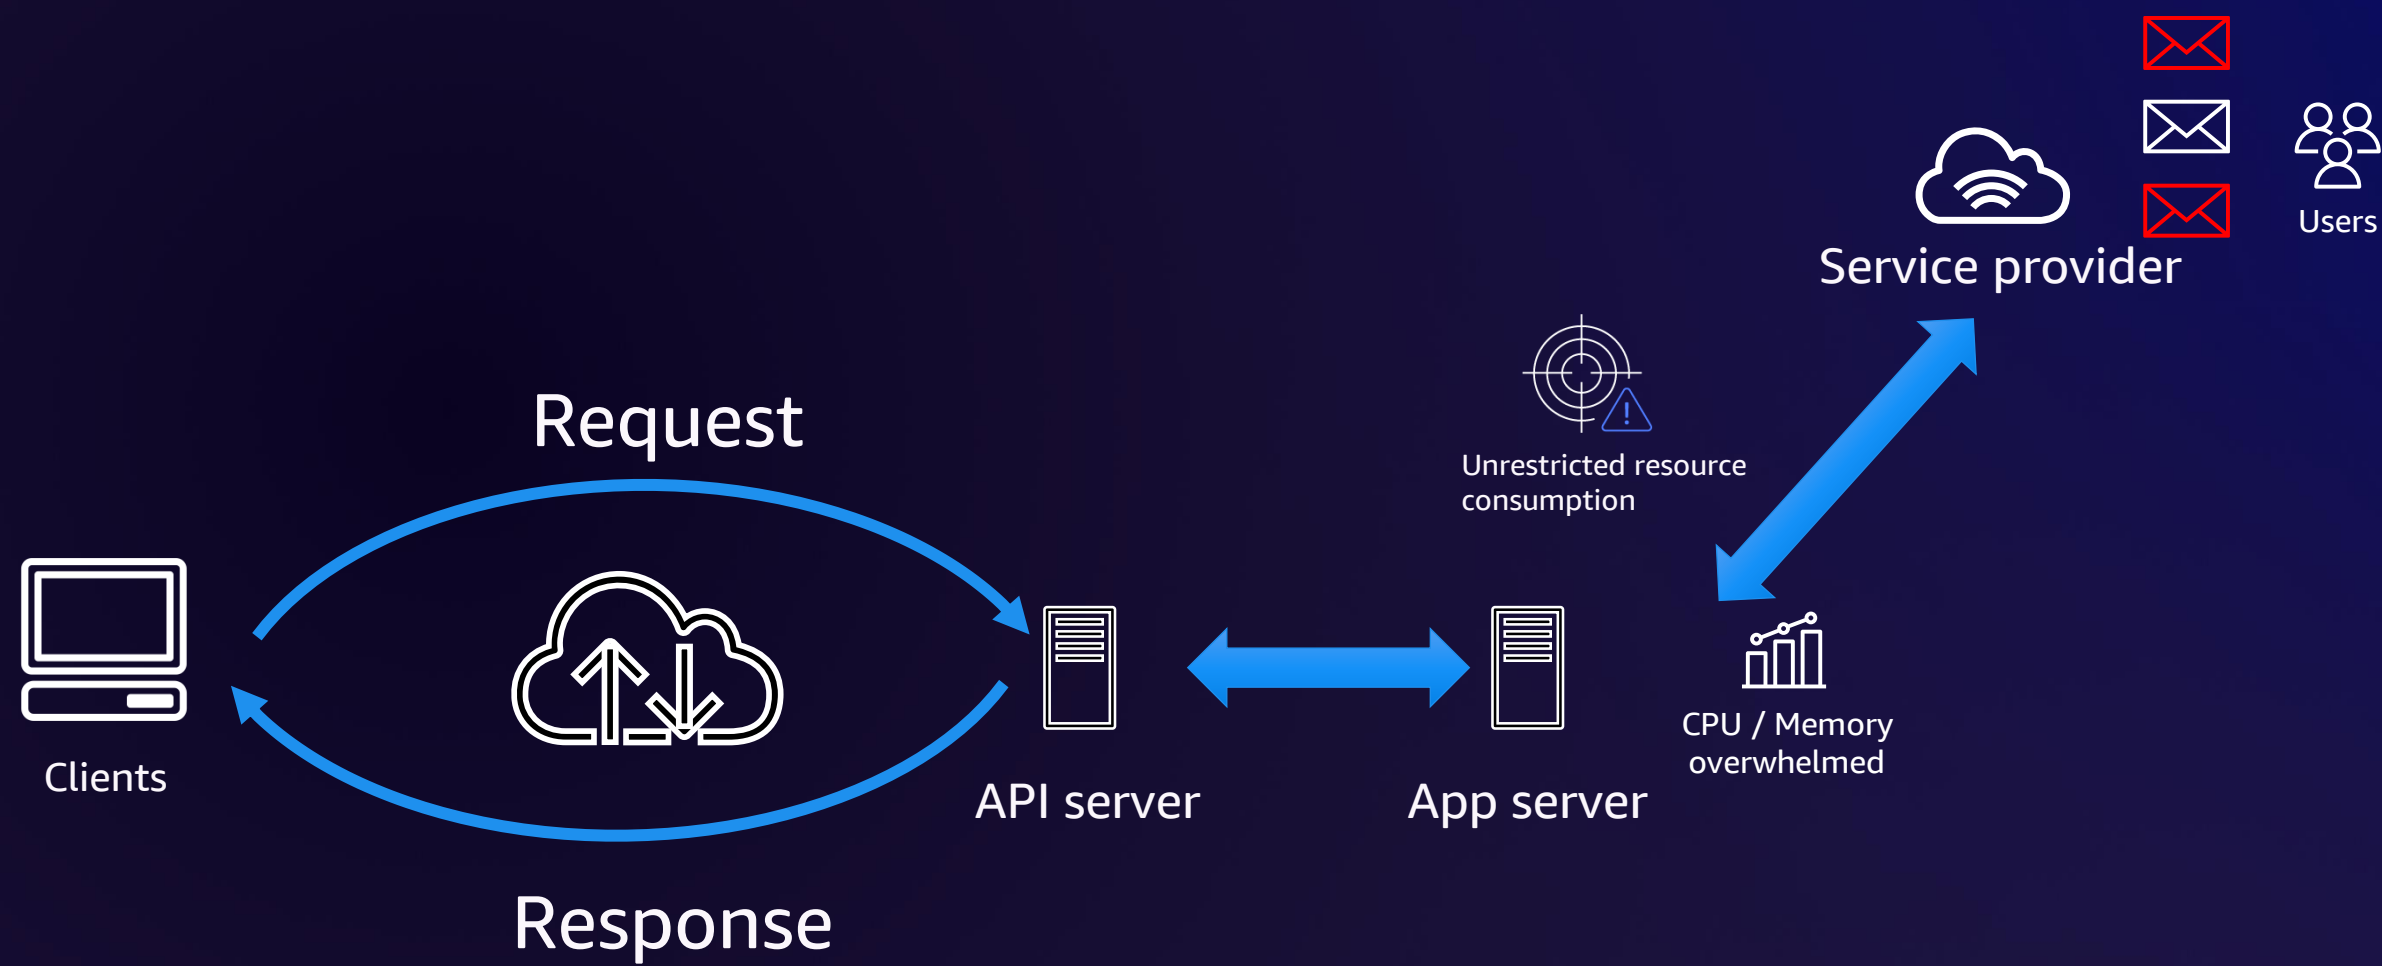 Users
Service provider
Request
Unrestricted resource
consumption
CPU / Memory
overwhelmed
Clients
API server
App server
Response